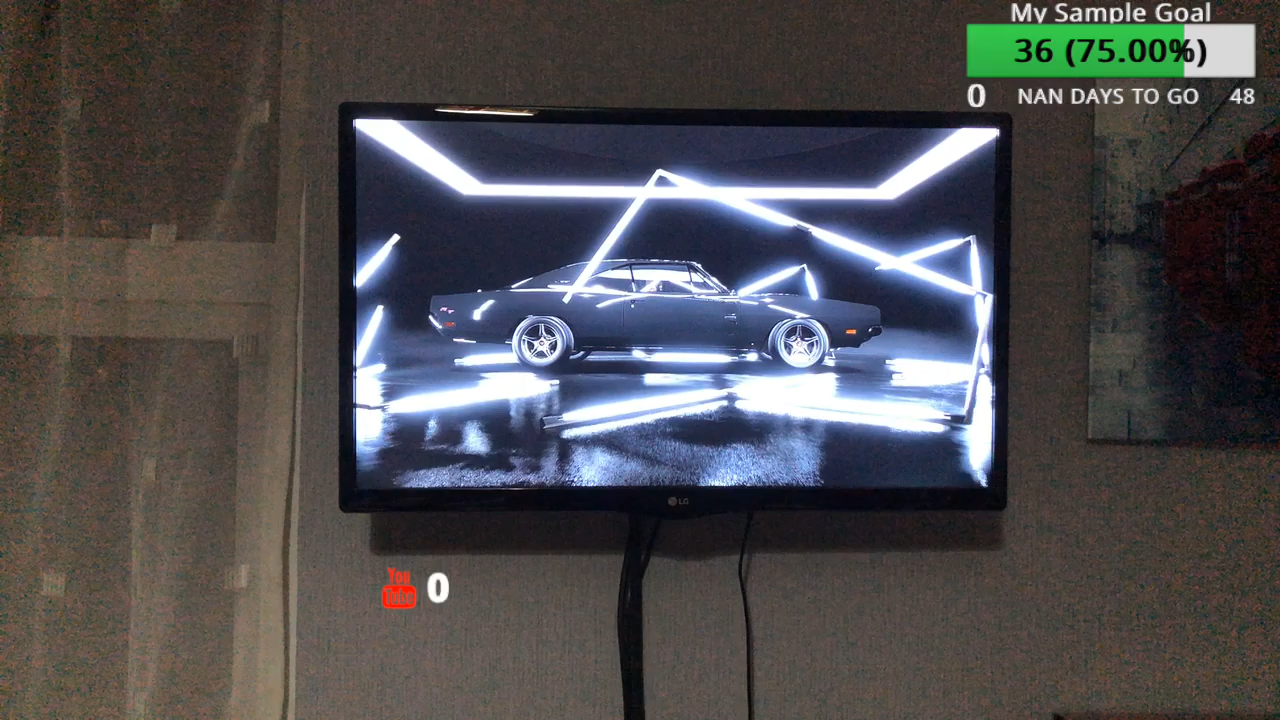 My Sample Goal
36 (75.00%)
0 NAN DAYS TO GO 48
R/T
LG
You
Tube 0